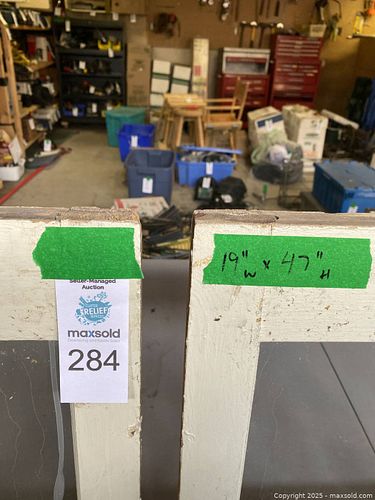 19" W x 47" H
Seller-Managed
Auction
RELIEF
maxsold
284
Copyright 2025 - maxsold.com